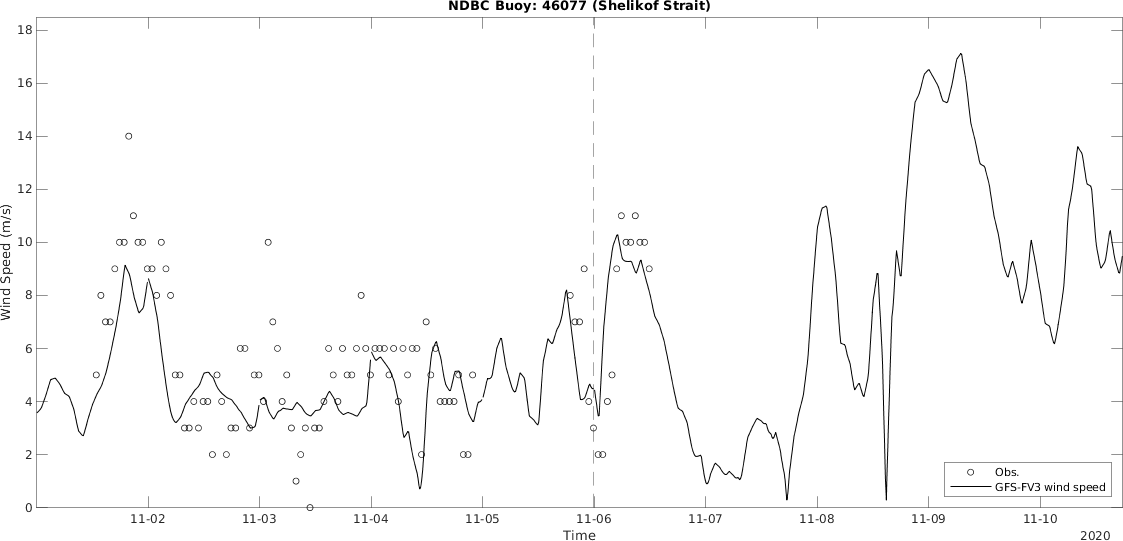 NDBC Buoy: 46077 (Shelikof Strait)
18
16
14
12
10
8
6
4
2
0
Wind Speed (m/s)
Obs.
GFS-FV3 wind speed
11-02 11-03 11-04 11-05 11-06 11-07 11-08 11-09 11-10
Time
2020